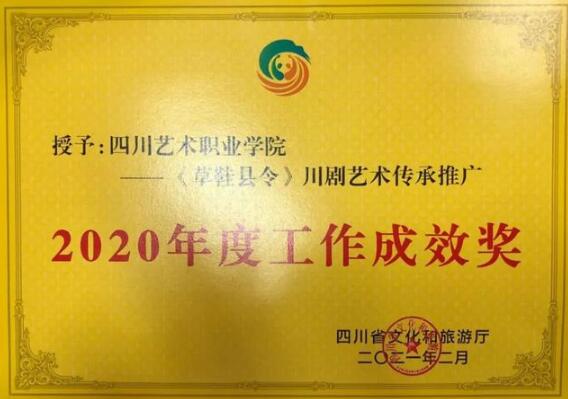 授予:四川艺术职业学院
——《草鞋县令》川剧艺术传承推广
2020年度工作成效奖
四川省文化和旅游厅
二〇二一年二月